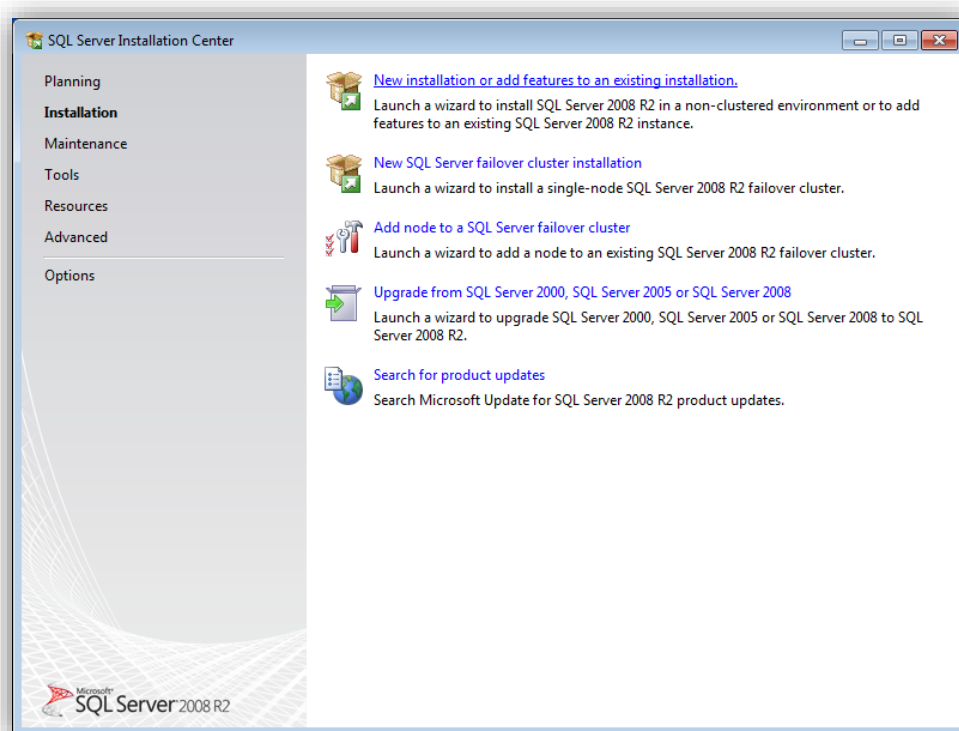 SQL Server Installation Center
Planning
Installation
Maintenance
Tools
Resources
Advanced
Options
New installation or add features to an existing installation.
Launch a wizard to install SQL Server 2008 R2 in a non-clustered environment or to add
features to an existing SQL Server 2008 R2 instance.
New SQL Server failover cluster installation
Launch a wizard to install a single-node SQL Server 2008 R2 failover cluster.
Add node to a SQL Server failover cluster
Launch a wizard to add a node to an existing SQL Server 2008 R2 failover cluster.
Upgrade from SQL Server 2000, SQL Server 2005 or SQL Server 2008
Launch a wizard to upgrade SQL Server 2000, SQL Server 2005 or SQL Server 2008 to SQL
Server 2008 R2.
Search for product updates
Search Microsoft Update for SQL Server 2008 R2 product updates.
Microsoft
SQL Server 2008 R2